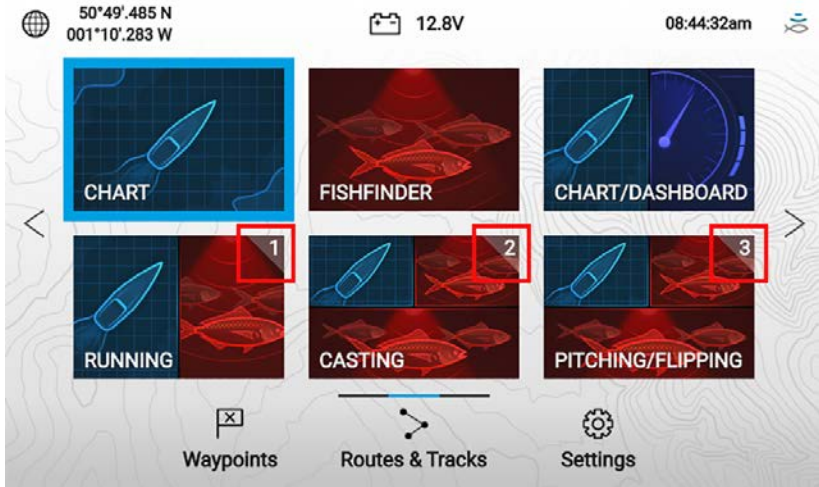 50°49'.485 N
001°10'.283 W
12.8V
08:44:32am
CHART
FISHFINDER
CHART/DASHBOARD
1
RUNNING
2
CASTING
3
PITCHING/FLIPPING
Waypoints
Routes & Tracks
Settings